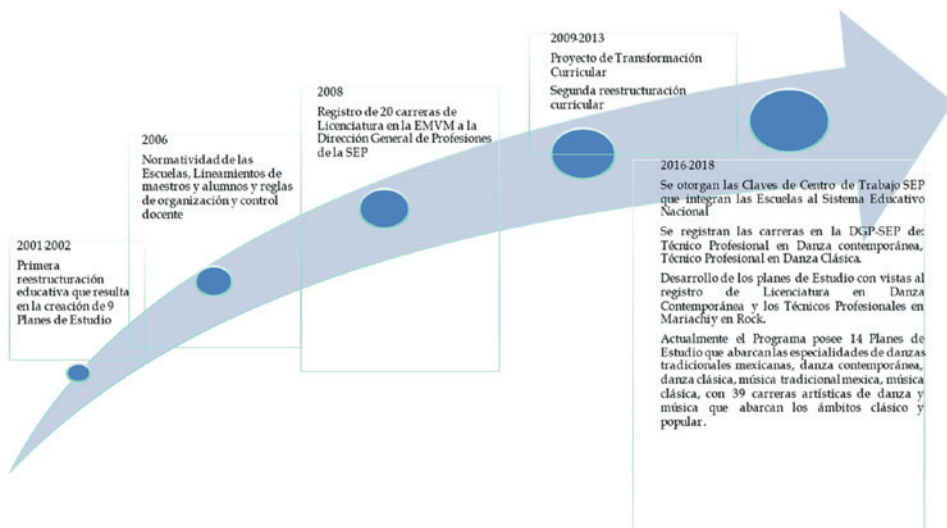 2001-2002
Primera
reestructuración
educativa que resulta
en la creación de 9
Planes de Estudio
2006
Normatividad de las
Escuelas, Lineamientos de
maestros y alumnos y reglas
de organización y control
docente
2008
Registro de 20 carreras de
Licenciatura en la EMVM a la
Dirección General de Profesiones
de la SEP
2009-2013
Proyecto de Transformación
Curricular
Segunda reestructuración
curricular
2016-2018
Se otorgan las Claves de Centro de Trabajo SEP
que integran las Escuelas al Sistema Educativo
Nacional
Se registran las carreras en la DGP-SEP de:
Técnico Profesional en Danza contemporánea,
Técnico Profesional en Danza Clásica.
Desarrollo de los planes de Estudio con vistas al
registro de Licenciatura en Danza
Contemporánea y los Técnicos Profesionales en
Mariachi y en Rock.
Actualmente el Programa posee 14 Planes de
Estudio que abarcan las especialidades de danzas
tradicionales mexicanas, danza contemporánea,
danza clásica, música tradicional mexica, música
clásica, con 39 carreras artísticas de danza y
música que abarcan los ámbitos clásico y
popular.